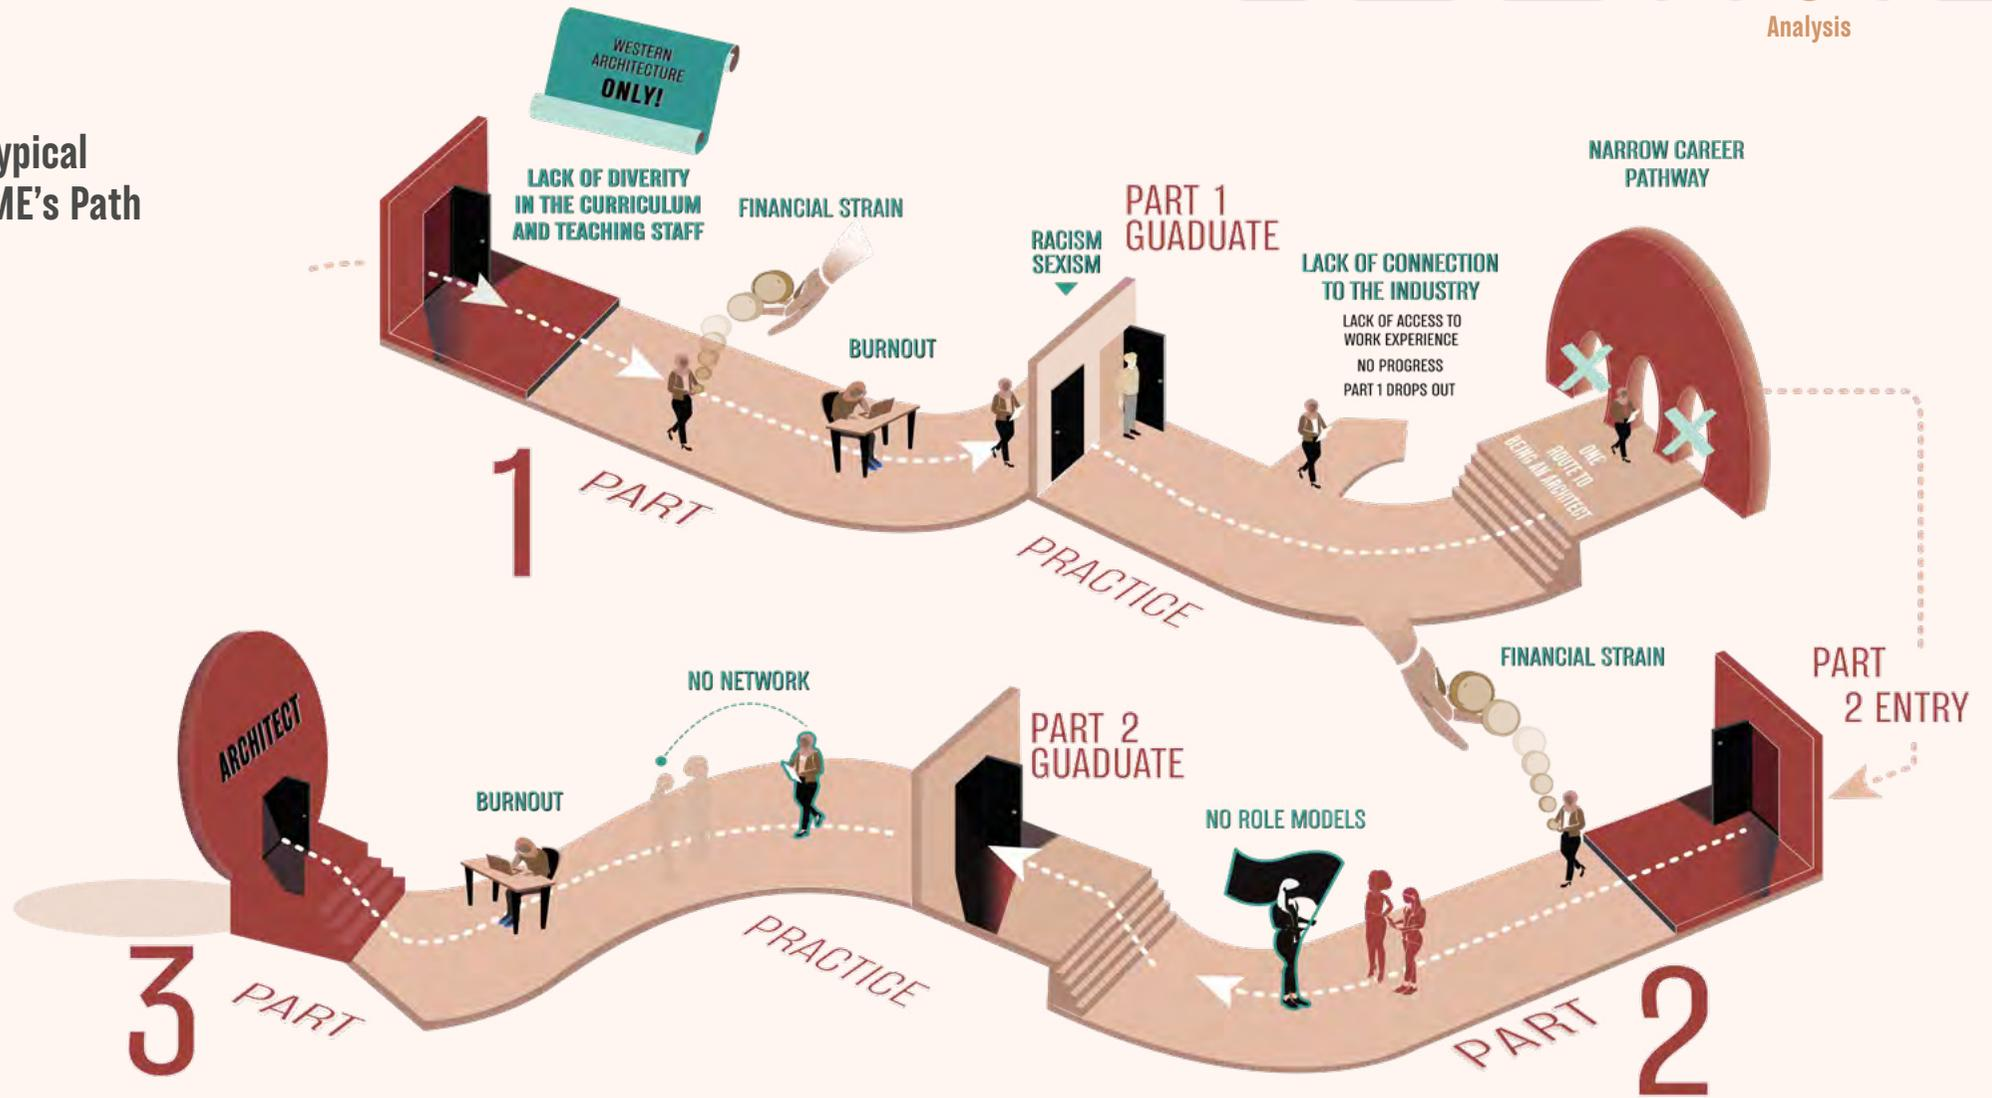 Analysis
ypical
ME's Path
WESTERN
ARCHITECTURE
ONLY!
LACK OF DIVERITY
IN THE CURRICULUM
AND TEACHING STAFF
FINANCIAL STRAIN
BURNOUT
RACISM
SEXISM
PART 1
GUADUATE
LACK OF CONNECTION
TO THE INDUSTRY
LACK OF ACCESS TO
WORK EXPERIENCE
NO PROGRESS
PART 1 DROPS OUT
NARROW CAREER
PATHWAY
ONE
ROUTE TO
BEING AN ARCHITECT
1
PART
PRACTICE
FINANCIAL STRAIN
PART
2 ENTRY
NO ROLE MODELS
PART 2
GUADUATE
NO NETWORK
BURNOUT
ARCHITECT
3
PART
PRACTICE
PART
2